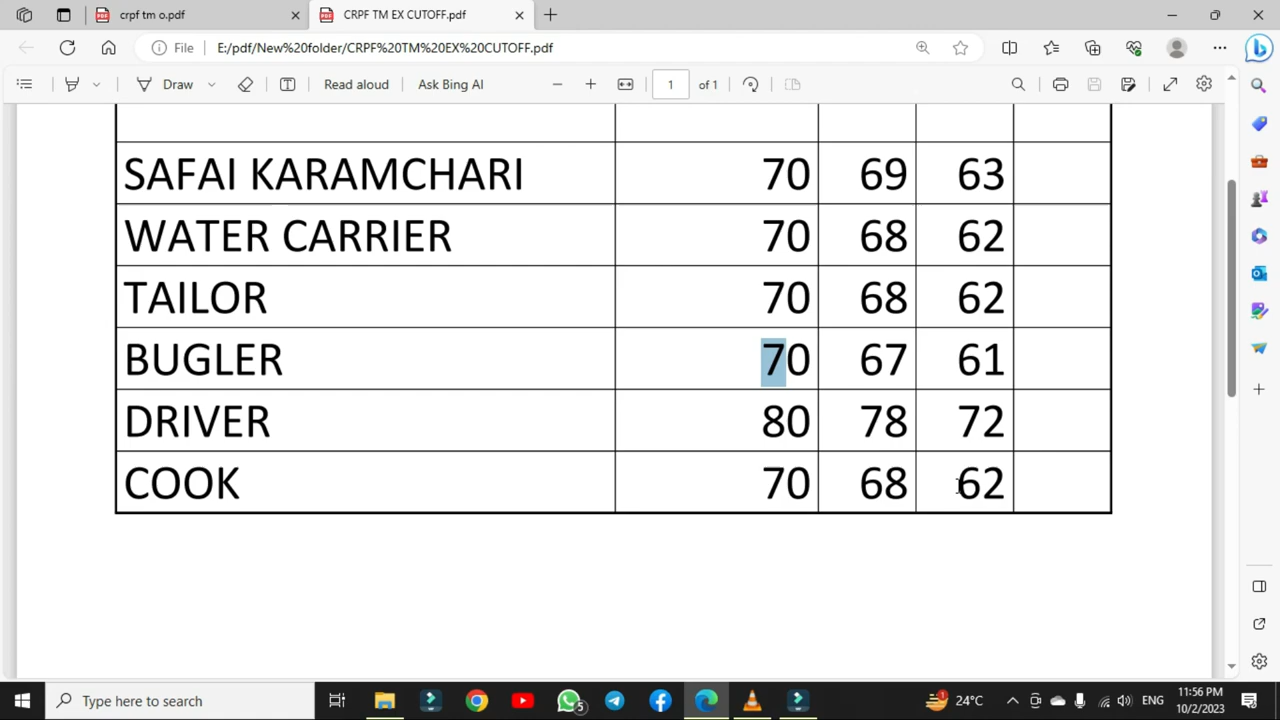 crpf tm o.pdf
CRPF TM EX CUTOFF.pdf
File E:/pdf/New%20folder/CRPF%20TM%20EX%20CUTOFF.pdf
Draw Read aloud Ask Bing AI 1 of 1
SAFAI KARAMCHARI 70 69 63
WATER CARRIER 70 68 62
TAILOR 70 68 62
BUGLER 70 67 61
DRIVER 80 78 72
COOK 70 68 62
Type here to search 5 1 24°C ENG 11:56 PM
10/2/2023